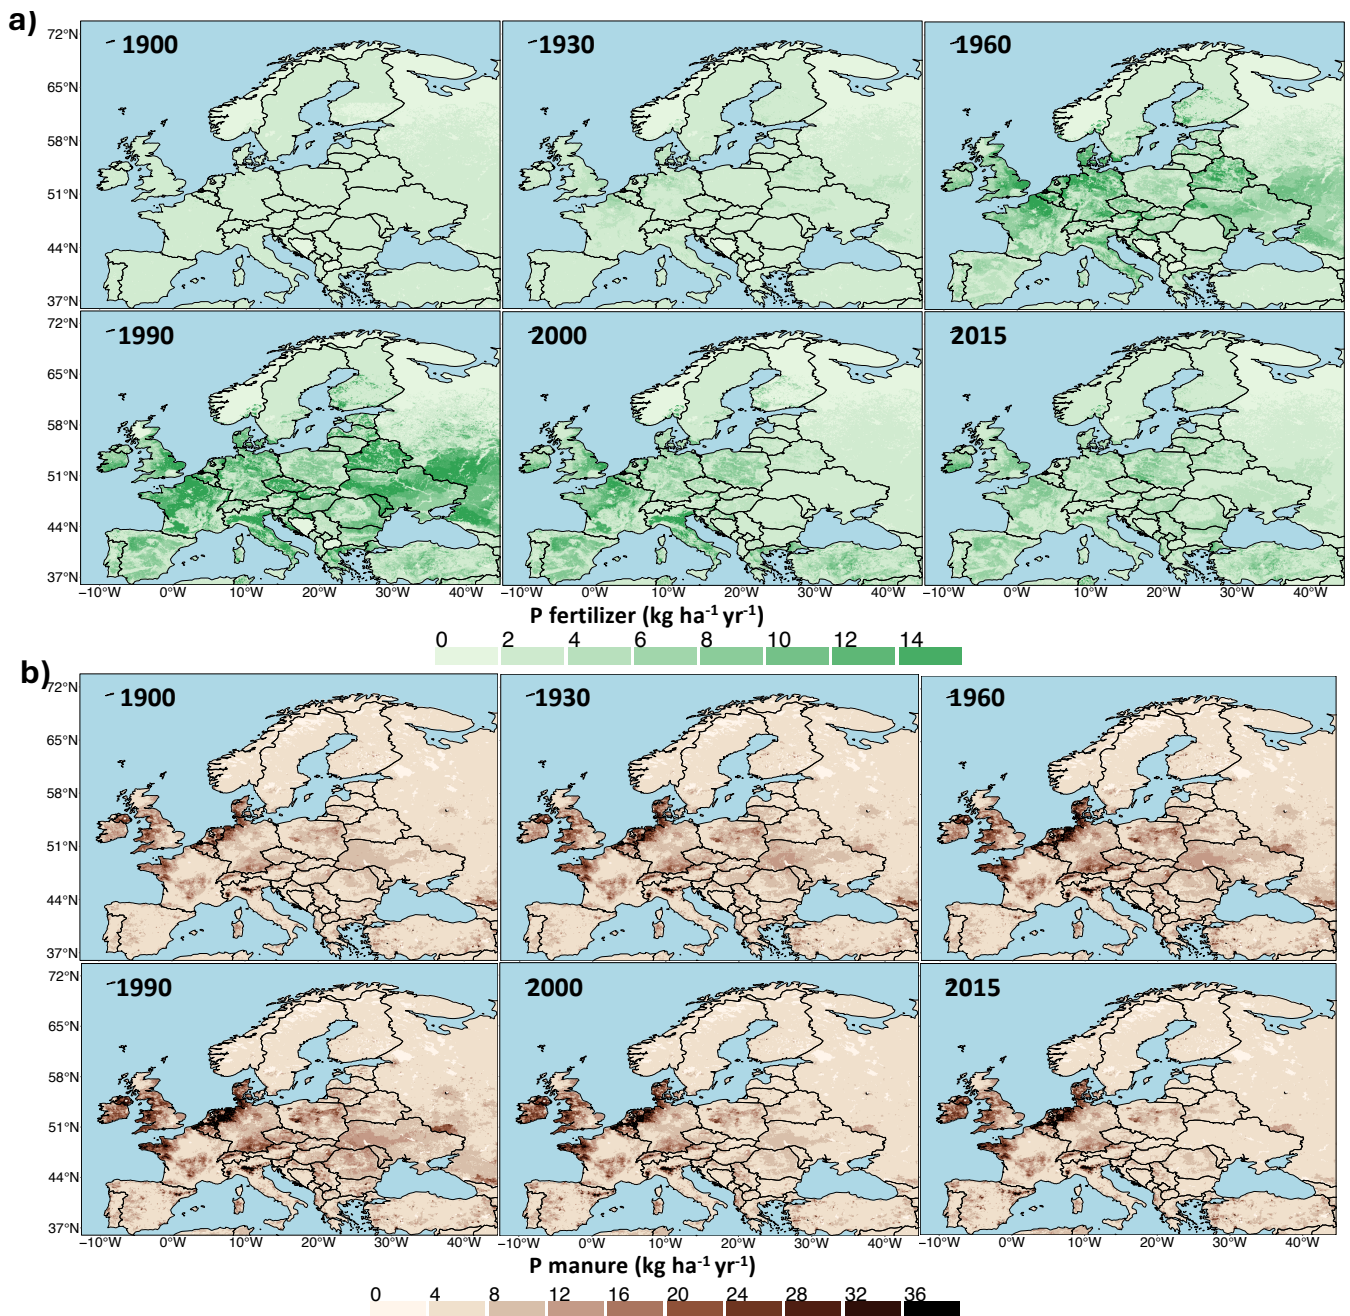 a)
72°N 1900 1930 1960
65°N
58°N
51°N
44°N
37°N
72°N 1990 2000 2015
65°N
58°N
51°N
44°N
37°N
−10°W 0°W 10°W 20°W 30°W 40°W −10°W 0°W 10°W 20°W 30°W 40°W −10°W 0°W 10°W 20°W 30°W 40°W
P fertilizer (kg ha⁻¹ yr⁻¹)
0 2 4 6 8 10 12 14
b)
72°N 1900 1930 1960
65°N
58°N
51°N
44°N
37°N
72°N 1990 2000 2015
65°N
58°N
51°N
44°N
37°N
−10°W 0°W 10°W 20°W 30°W 40°W −10°W 0°W 10°W 20°W 30°W 40°W −10°W 0°W 10°W 20°W 30°W 40°W
P manure (kg ha⁻¹ yr⁻¹)
0 4 8 12 16 20 24 28 32 36